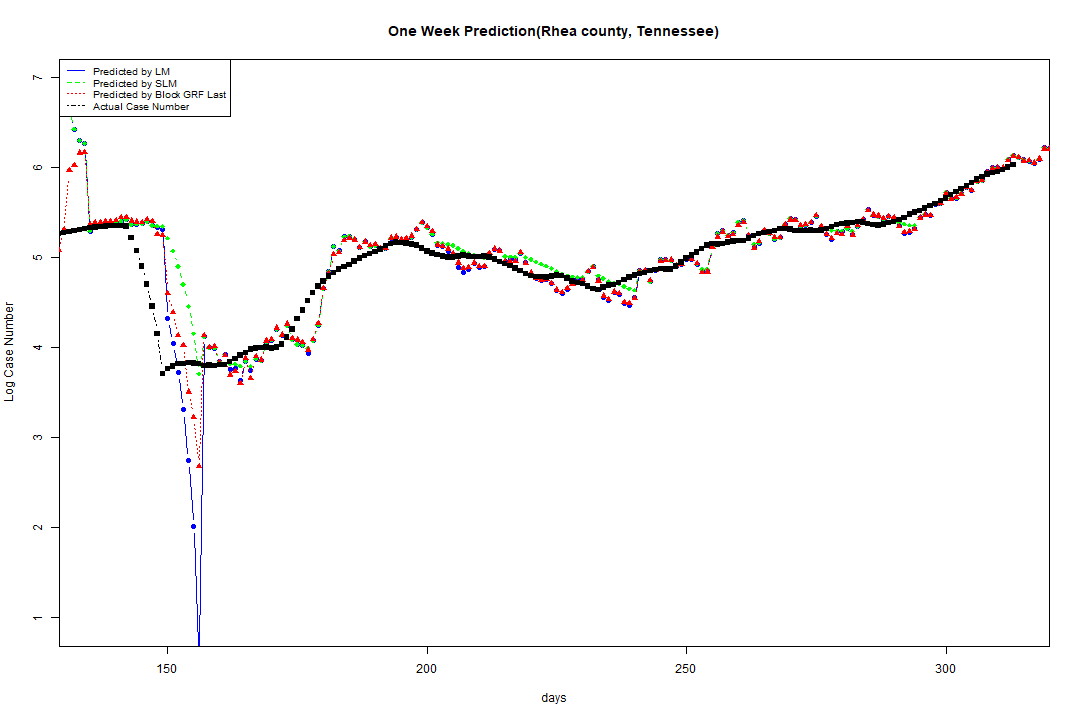 One Week Prediction(Rhea county, Tennessee)
Predicted by LM
Predicted by SLM
Predicted by Block GRF Last
Actual Case Number
7
6
5
4
3
2
1
Log Case Number
150 200 250 300
days